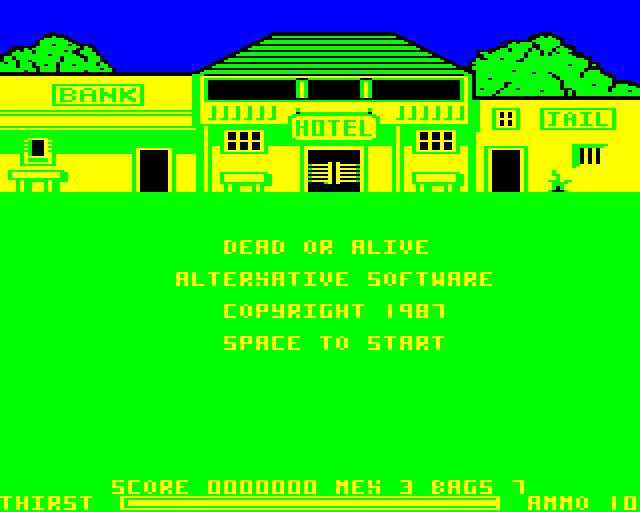 BANK
HOTEL
JAIL
DEAD OR ALIVE
ALTERNATIVE SOFTWARE
COPYRIGHT 1987
SPACE TO START
SCORE 0000000 MEN 3 BAGS 7
THIRST AMMO 10